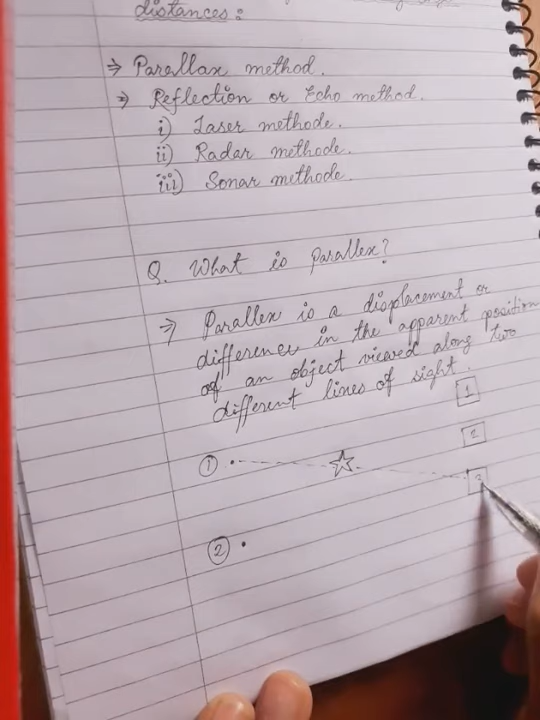 distances:
⇒ Parallax method.
⇒ Reflection or Echo method.
i) Laser methode.
ii) Radar methode.
iii) Sonar methode.
Q. What is parallex?
⇒ Parallex is a displacement or
difference in the apparent position
of an object viewed along two
different lines of sight.
1
2
① 3
②